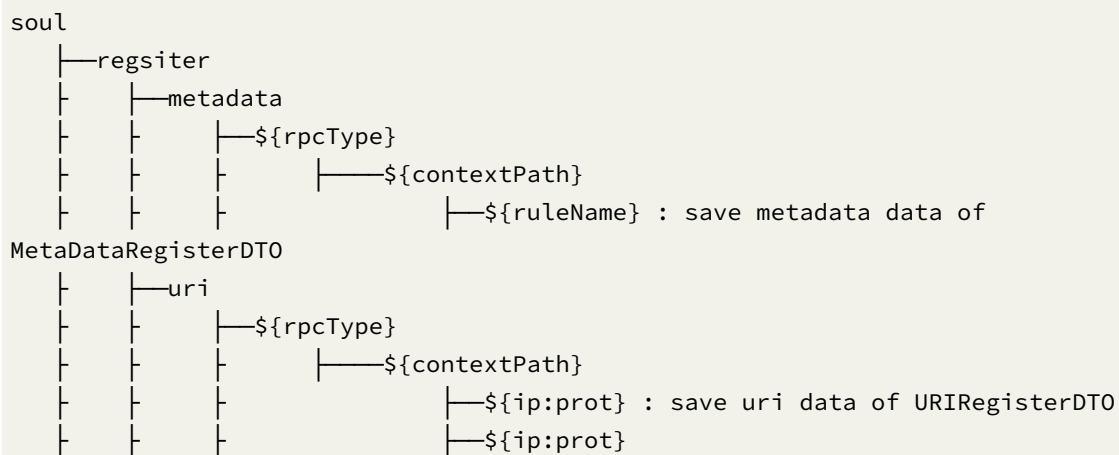 soul
├──regsiter
├ ├──metadata
├ ├ ├──${rpcType}
├ ├ ├ ├────${contextPath}
├ ├ ├ ├──${ruleName} : save metadata data of
MetaDataRegisterDTO
├ ├──uri
├ ├ ├──${rpcType}
├ ├ ├ ├────${contextPath}
├ ├ ├ ├──${ip:prot} : save uri data of URIRegisterDTO
├ ├ ├ ├──${ip:prot}